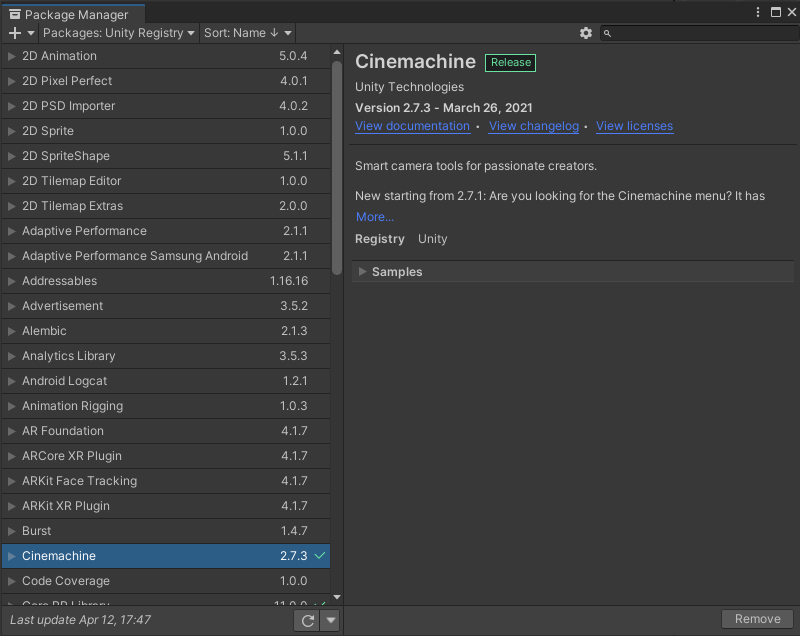 Package Manager
Packages: Unity Registry
Sort: Name ↓
2D Animation 5.0.4
2D Pixel Perfect 4.0.1
2D PSD Importer 4.0.2
2D Sprite 1.0.0
2D SpriteShape 5.1.1
2D Tilemap Editor 1.0.0
2D Tilemap Extras 2.0.0
Adaptive Performance 2.1.1
Adaptive Performance Samsung Android 2.1.1
Addressables 1.16.16
Advertisement 3.5.2
Alembic 2.1.3
Analytics Library 3.5.3
Android Logcat 1.2.1
Animation Rigging 1.0.3
AR Foundation 4.1.7
ARCore XR Plugin 4.1.7
ARKit Face Tracking 4.1.7
ARKit XR Plugin 4.1.7
Burst 1.4.7
Cinemachine 2.7.3
Code Coverage 1.0.0
Core RP Library 11.0.0
Last update Apr 12, 17:47
Cinemachine Release
Unity Technologies
Version 2.7.3 - March 26, 2021
View documentation • View changelog • View licenses
Smart camera tools for passionate creators.
New starting from 2.7.1: Are you looking for the Cinemachine menu? It has
More...
Registry Unity
Samples
Remove